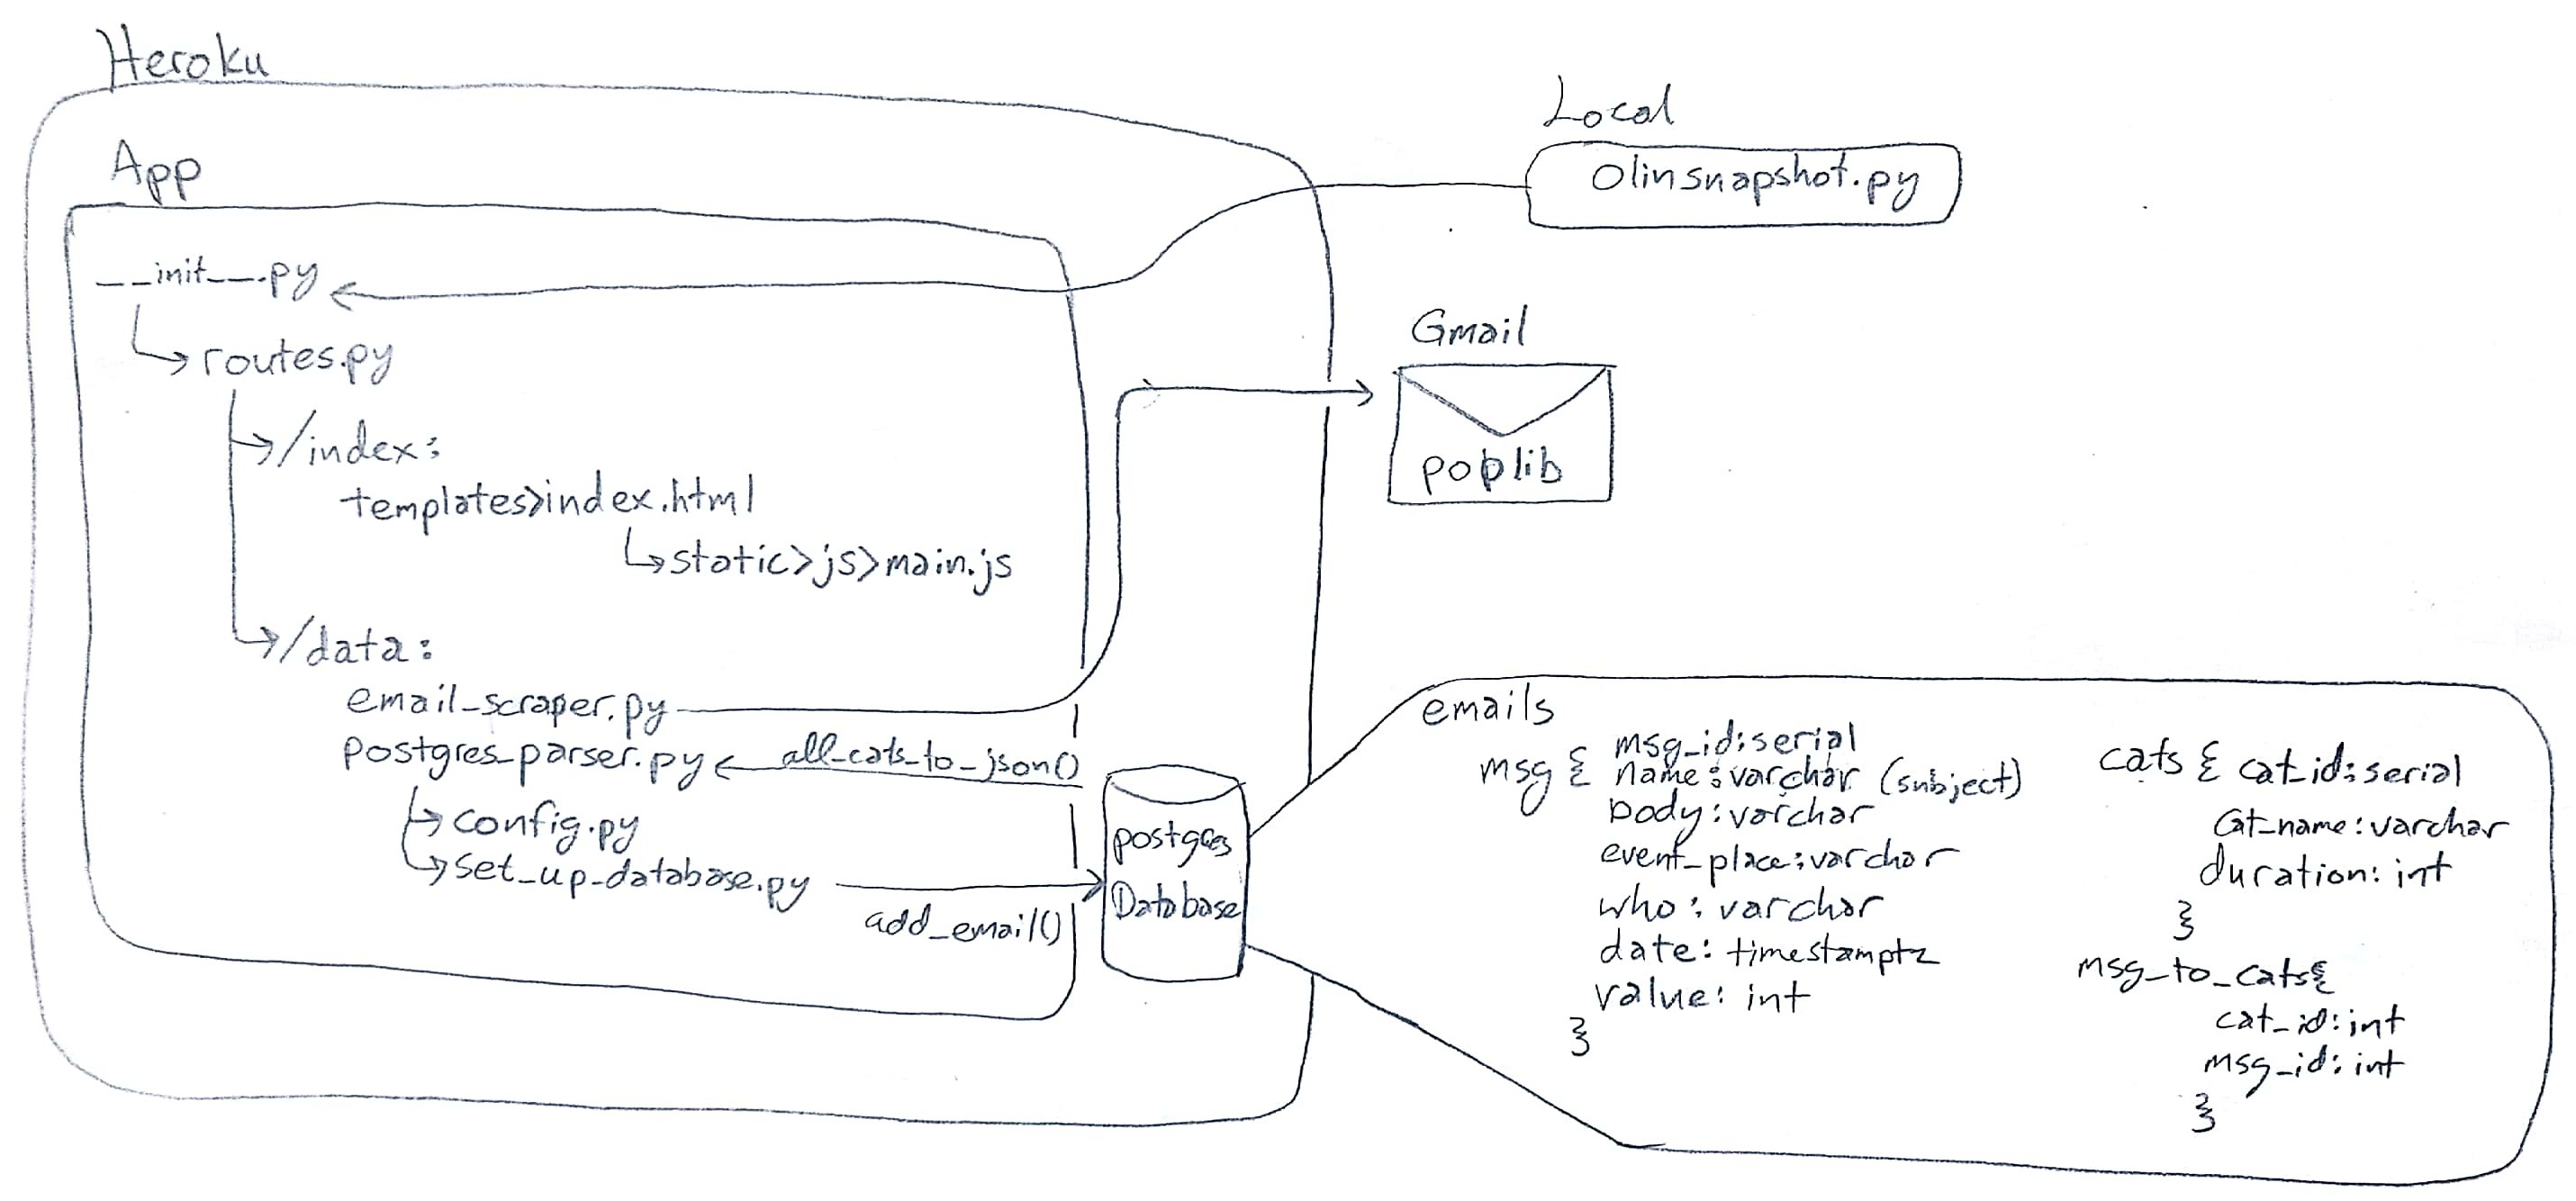 Heroku
App
__init__.py
routes.py
/index:
templates>index.html
static>js>main.js
/data:
email_scraper.py
postgres_parser.py
all_cats_to_json()
config.py
set_up_database.py
add_email()
Local
olinsnapshot.py
Gmail
poplib
postgres
Database
emails
msg {
msg_id:serial
name:varchar (subject)
body:varchar
event_place:varchar
who:varchar
date: timestamptz
value: int
}
cats { cat_id:serial
cat_name:varchar
duration: int
}
msg_to_cats{
cat_id:int
msg_id:int
}